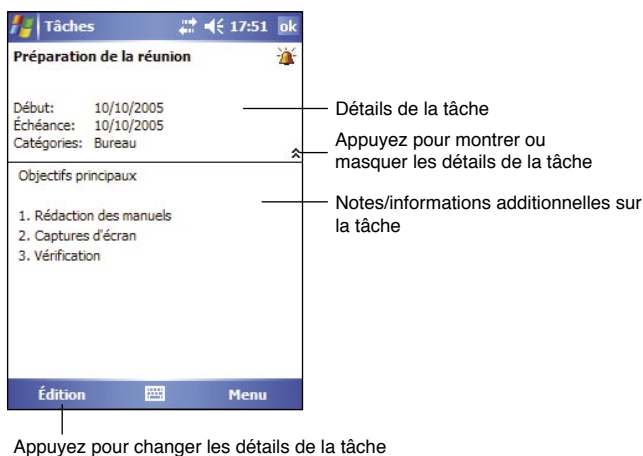 Tâches 17:51 ok
Préparation de la réunion
Début: 10/10/2005
Échéance: 10/10/2005
Catégories: Bureau
Objectifs principaux
1. Rédaction des manuels
2. Captures d'écran
3. Vérification
Édition Menu
Détails de la tâche
Appuyez pour montrer ou
masquer les détails de la tâche
Notes/informations additionnelles sur
la tâche
Appuyez pour changer les détails de la tâche